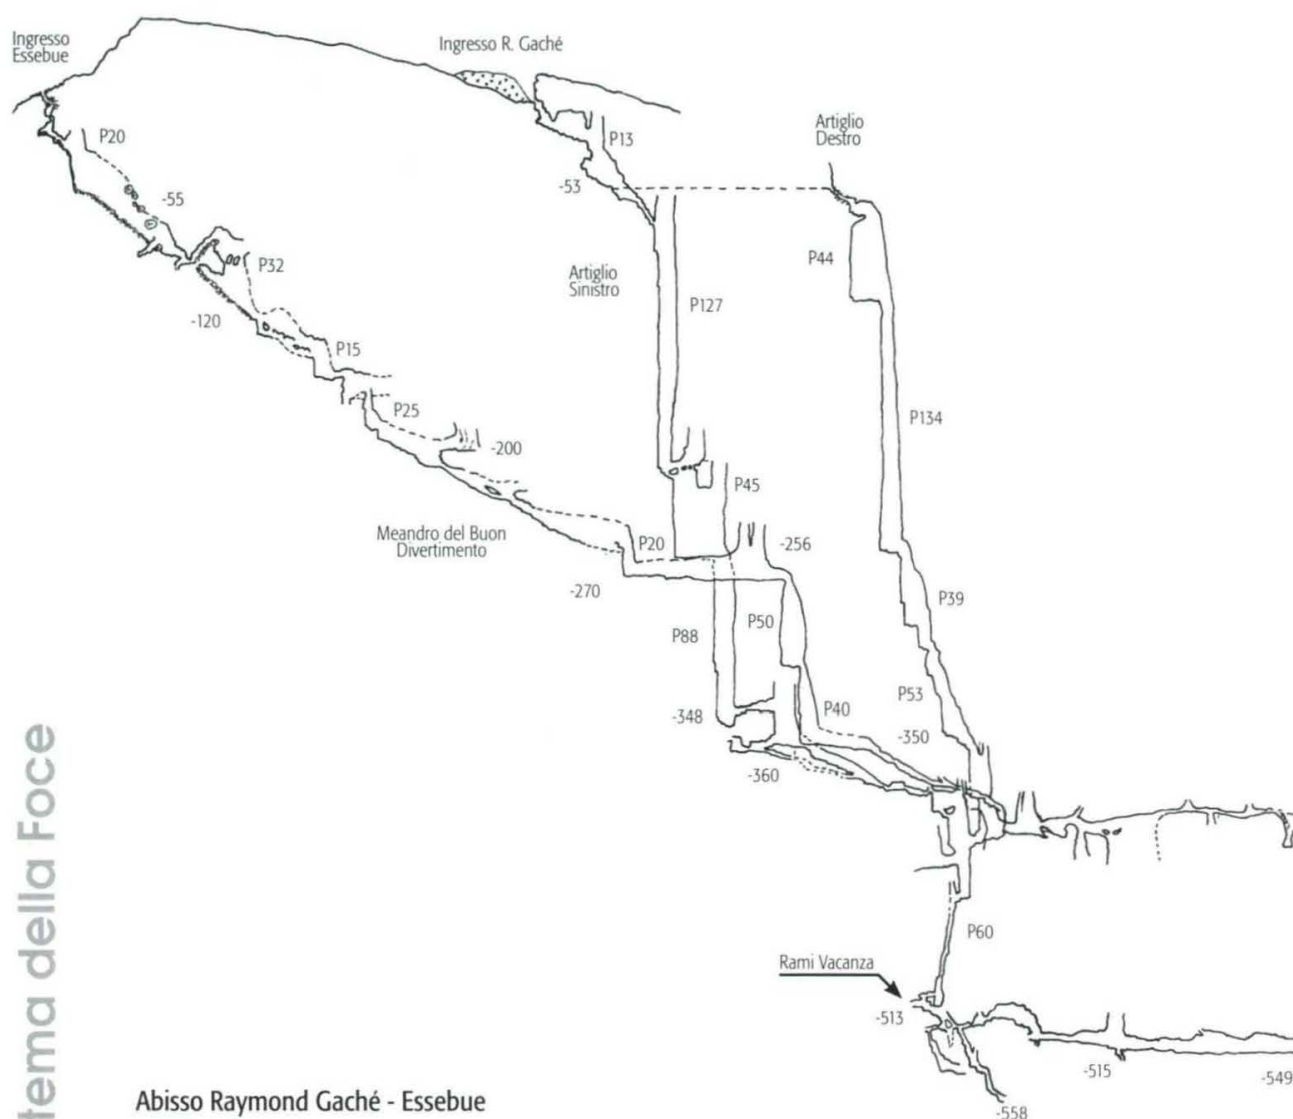 Ingresso
Essebue
Ingresso R. Gaché
P20
P13
Artiglio
Destro
-55
-53
P32
P44
Artiglio
Sinistro
P127
-120
P15
P25
P134
-200
P45
Meandro del Buon
Divertimento
P20
-256
-270
P39
P88
P50
P53
-348
P40
-350
-360
P60
Rami Vacanza
-513
-515
-549
-558
tema della Foce
Abisso Raymond Gaché - Essebue